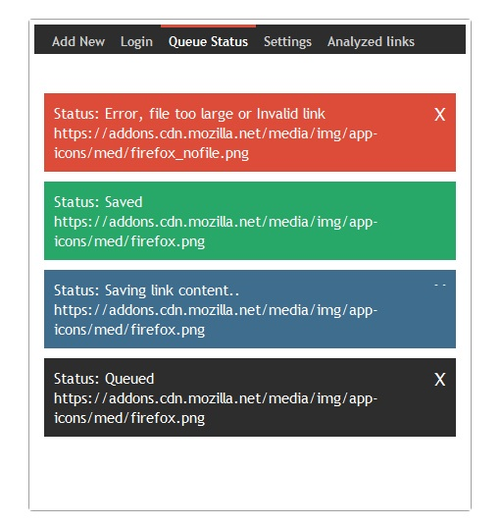 Add New Login Queue Status Settings Analyzed links
Status: Error, file too large or Invalid link X
https://addons.cdn.mozilla.net/media/img/app-
icons/med/firefox_nofile.png
Status: Saved
https://addons.cdn.mozilla.net/media/img/app-
icons/med/firefox.png
Status: Saving link content.. --
https://addons.cdn.mozilla.net/media/img/app-
icons/med/firefox.png
Status: Queued X
https://addons.cdn.mozilla.net/media/img/app-
icons/med/firefox.png